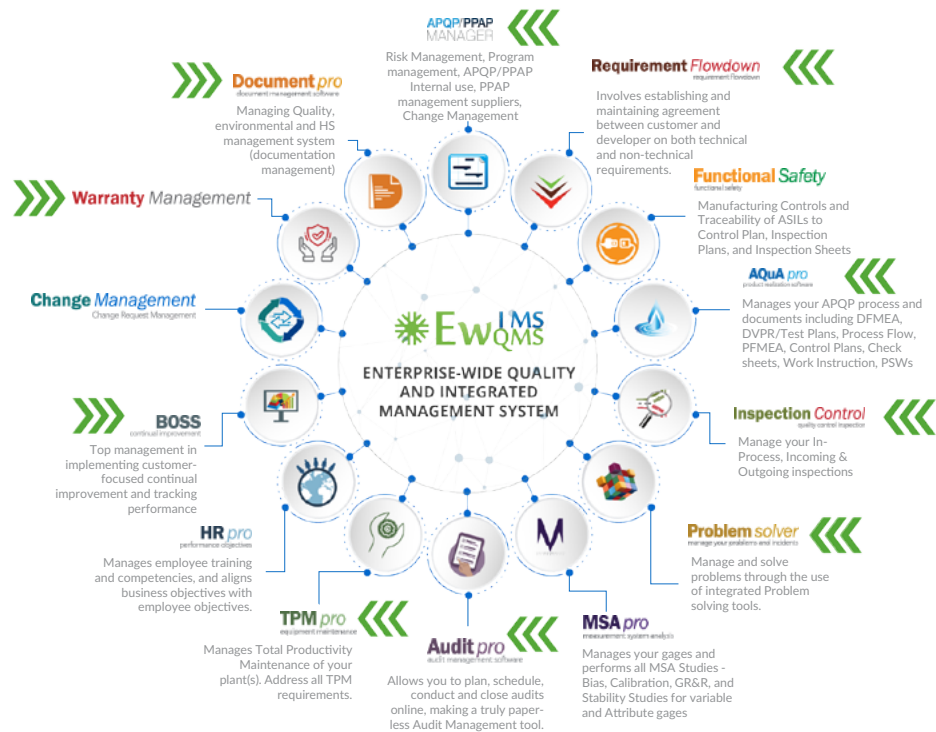 APQP/PPAP
MANAGER
Risk Management, Program
management, APQP/PPAP
Internal use, PPAP
management suppliers,
Change Management
Requirement Flowdown
requirement flowdown
Involves establishing and
maintaining agreement
between customer and
developer on both technical
and non-technical
requirements.
Document pro
document management software
Managing Quality,
environmental and HS
management system
(documentation
management)
Functional Safety
functional safety
Manufacturing Controls and
Traceability of ASILs to
Control Plan, Inspection
Plans, and Inspection Sheets
Warranty Management
AQuA pro
product realization software
Manages your APQP process and
documents including DFMEA,
DVPR/Test Plans, Process Flow,
PFMEA, Control Plans, Check
sheets, Work Instruction, PSWs
Change Management
Change Request Management
EwIMS
QMS
ENTERPRISE-WIDE QUALITY
AND INTEGRATED
MANAGEMENT SYSTEM
Inspection Control
quality control inspection
Manage your In-
Process, Incoming &
Outgoing inspections
BOSS
continual improvement
Top management in
implementing customer-
focused continual
improvement and tracking
performance
Problem solver
manage your problems and incidents
Manage and solve
problems through the use
of integrated Problem
solving tools.
HR pro
performance objectives
Manages employee training
and competencies, and aligns
business objectives with
employee objectives.
TPM pro
equipment maintenance
Manages Total Productivity
Maintenance of your
plant(s). Address all TPM
requirements.
Audit pro
audit management software
Allows you to plan, schedule,
conduct and close audits
online, making a truly paper-
less Audit Management tool.
MSA pro
measurement system analysis
Manages your gages and
performs all MSA Studies -
Bias, Calibration, GR&R, and
Stability Studies for variable
and Attribute gages